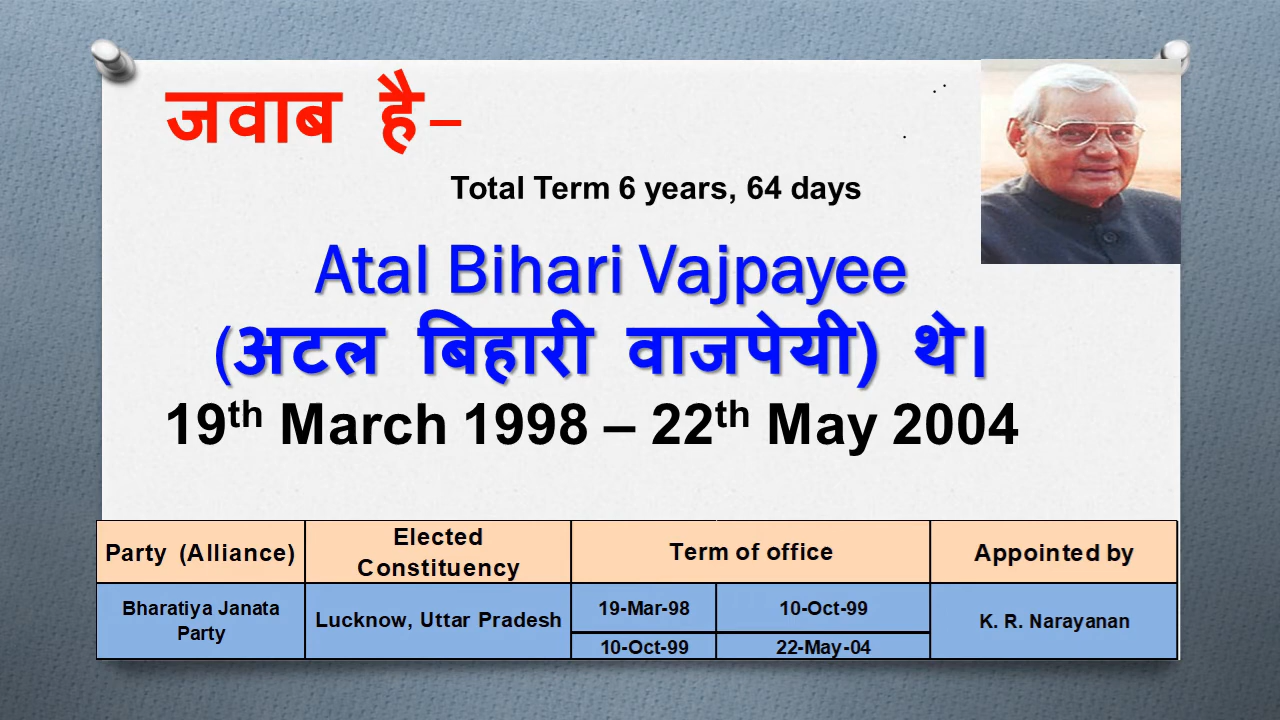 जवाब है–
Total Term 6 years, 64 days
Atal Bihari Vajpayee
(अटल बिहारी वाजपेयी) थे।
19th March 1998 – 22th May 2004
Party (Alliance) Elected Constituency Term of office Appointed by
Bharatiya Janata Party Lucknow, Uttar Pradesh 19-Mar-98 10-Oct-99 K. R. Narayanan
10-Oct-99 22-May-04